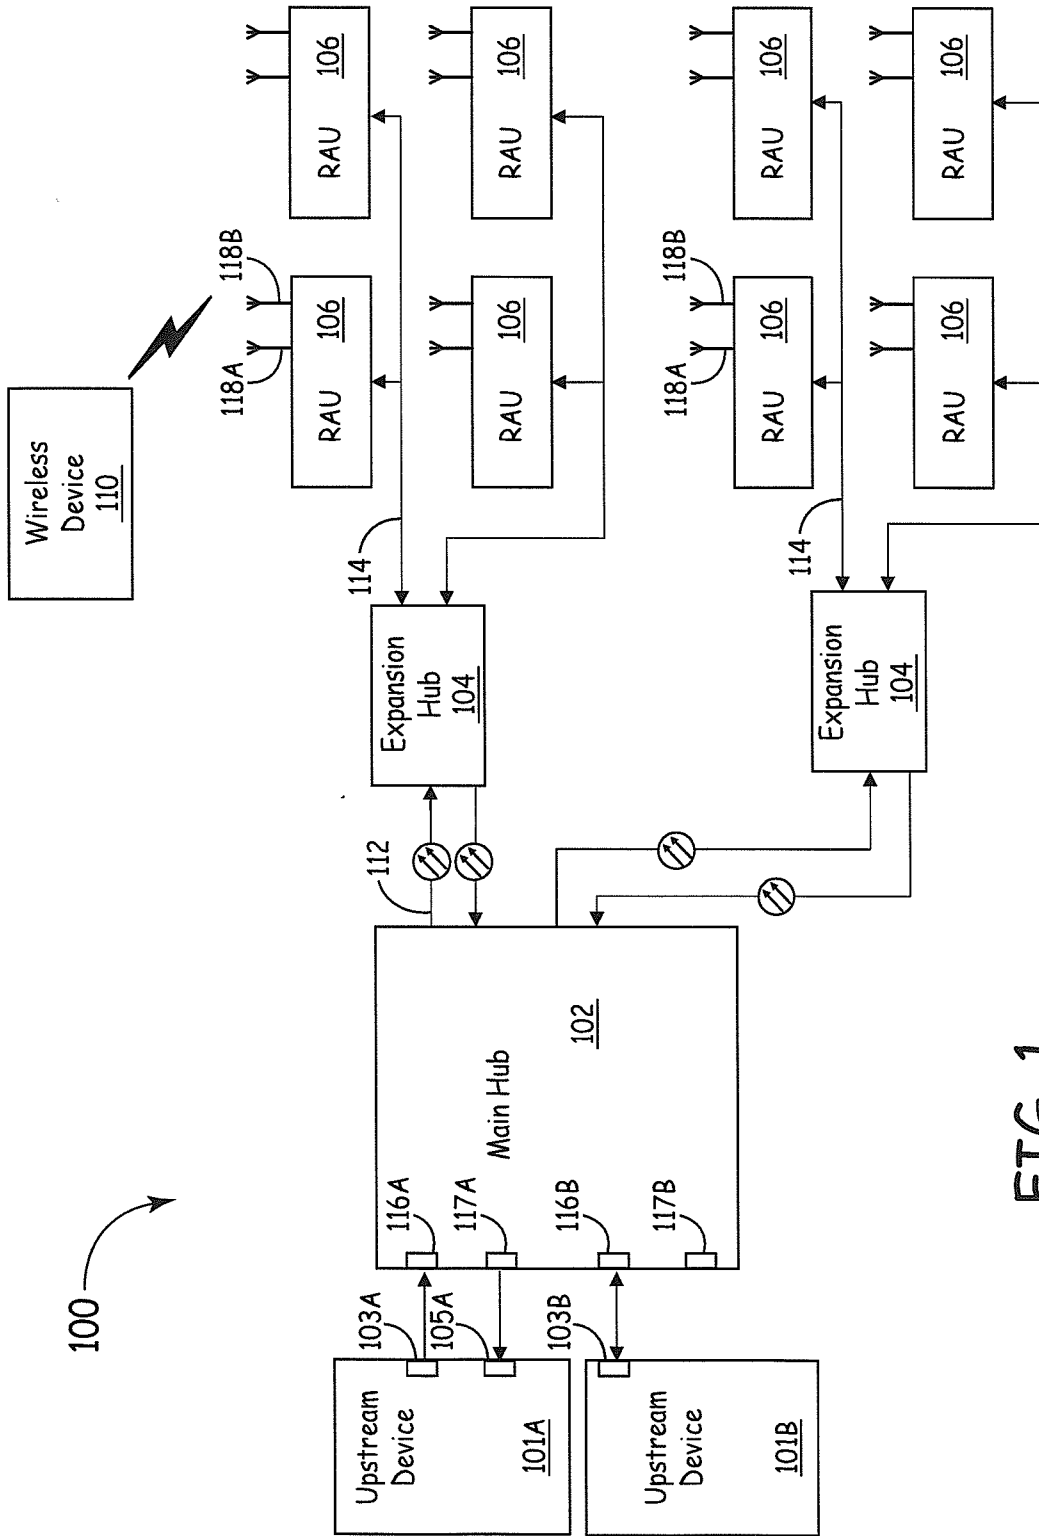 100
Upstream
Device
101A
103A
105A
Upstream
Device
101B
103B
116A
117A
116B
117B
Main Hub
102
112
Expansion
Hub
104
Expansion
Hub
104
114
114
Wireless
Device
110
118A
118B
RAU 106
RAU 106
RAU 106
RAU 106
118A
118B
RAU 106
RAU 106
RAU 106
RAU 106
FIG. 1